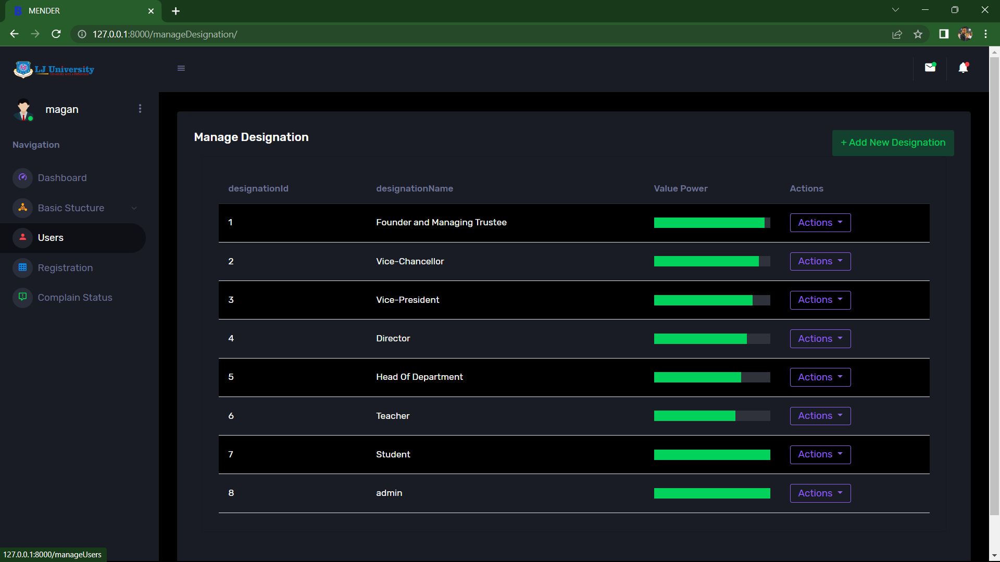 MENDER
127.0.0.1:8000/manageDesignation/
LJ University
University with a Difference
magan
Navigation
Dashboard
Basic Stucture
Users
Registration
Complain Status
Manage Designation
+ Add New Designation
designationId designationName Value Power Actions
1 Founder and Managing Trustee Actions
2 Vice-Chancellor Actions
3 Vice-President Actions
4 Director Actions
5 Head Of Department Actions
6 Teacher Actions
7 Student Actions
8 admin Actions
127.0.0.1:8000/manageUsers